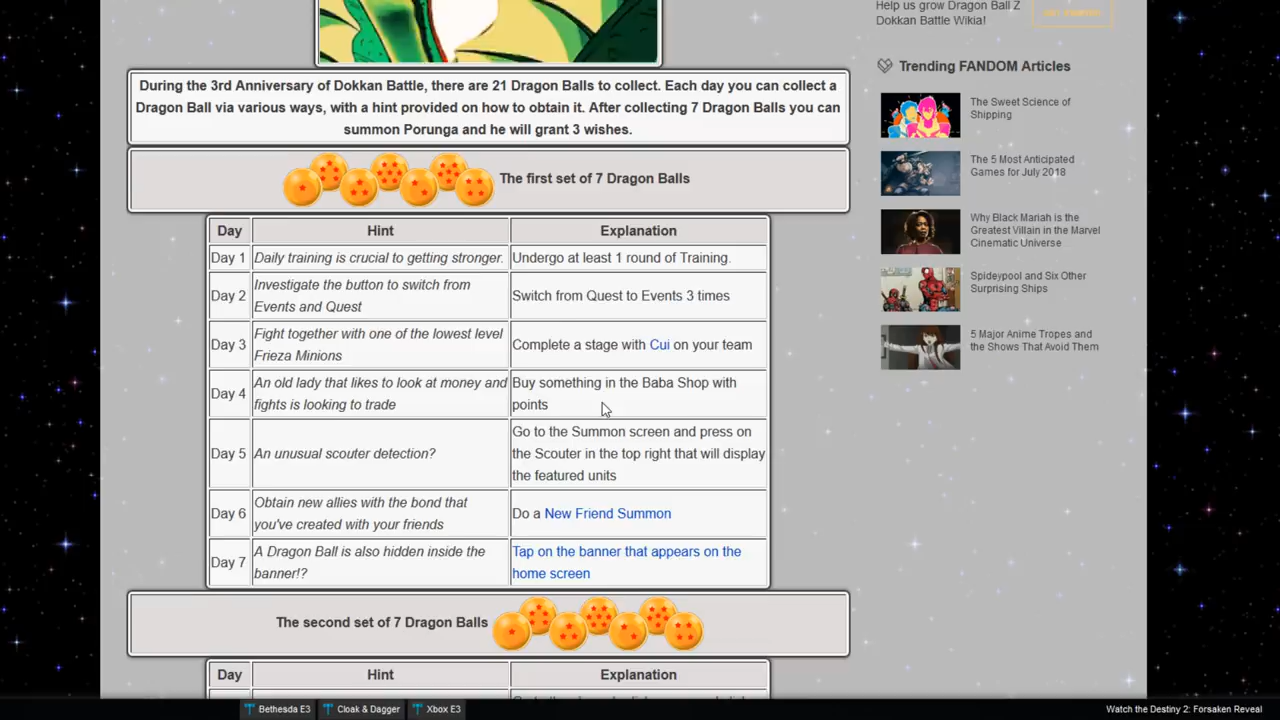 Help us grow Dragon Ball Z
Dokkan Battle Wikia!
Trending FANDOM Articles
During the 3rd Anniversary of Dokkan Battle, there are 21 Dragon Balls to collect. Each day you can collect a
Dragon Ball via various ways, with a hint provided on how to obtain it. After collecting 7 Dragon Balls you can
summon Porunga and he will grant 3 wishes.
The Sweet Science of
Shipping
The 5 Most Anticipated
Games for July 2018
The first set of 7 Dragon Balls
Why Black Mariah is the
Greatest Villain in the Marvel
Cinematic Universe
Day Hint Explanation
Day 1 Daily training is crucial to getting stronger. Undergo at least 1 round of Training.
Spideypool and Six Other
Surprising Ships
Day 2 Investigate the button to switch from
Events and Quest
Switch from Quest to Events 3 times
5 Major Anime Tropes and
the Shows That Avoid Them
Day 3 Fight together with one of the lowest level
Frieza Minions
Complete a stage with Cui on your team
Day 4 An old lady that likes to look at money and
fights is looking to trade
Buy something in the Baba Shop with
points
Day 5 An unusual scouter detection?
Go to the Summon screen and press on
the Scouter in the top right that will display
the featured units
Day 6 Obtain new allies with the bond that
you've created with your friends
Do a New Friend Summon
Day 7 A Dragon Ball is also hidden inside the
banner!?
Tap on the banner that appears on the
home screen
The second set of 7 Dragon Balls
Day Hint Explanation
Bethesda E3 Cloak & Dagger Xbox E3
Watch the Destiny 2: Forsaken Reveal